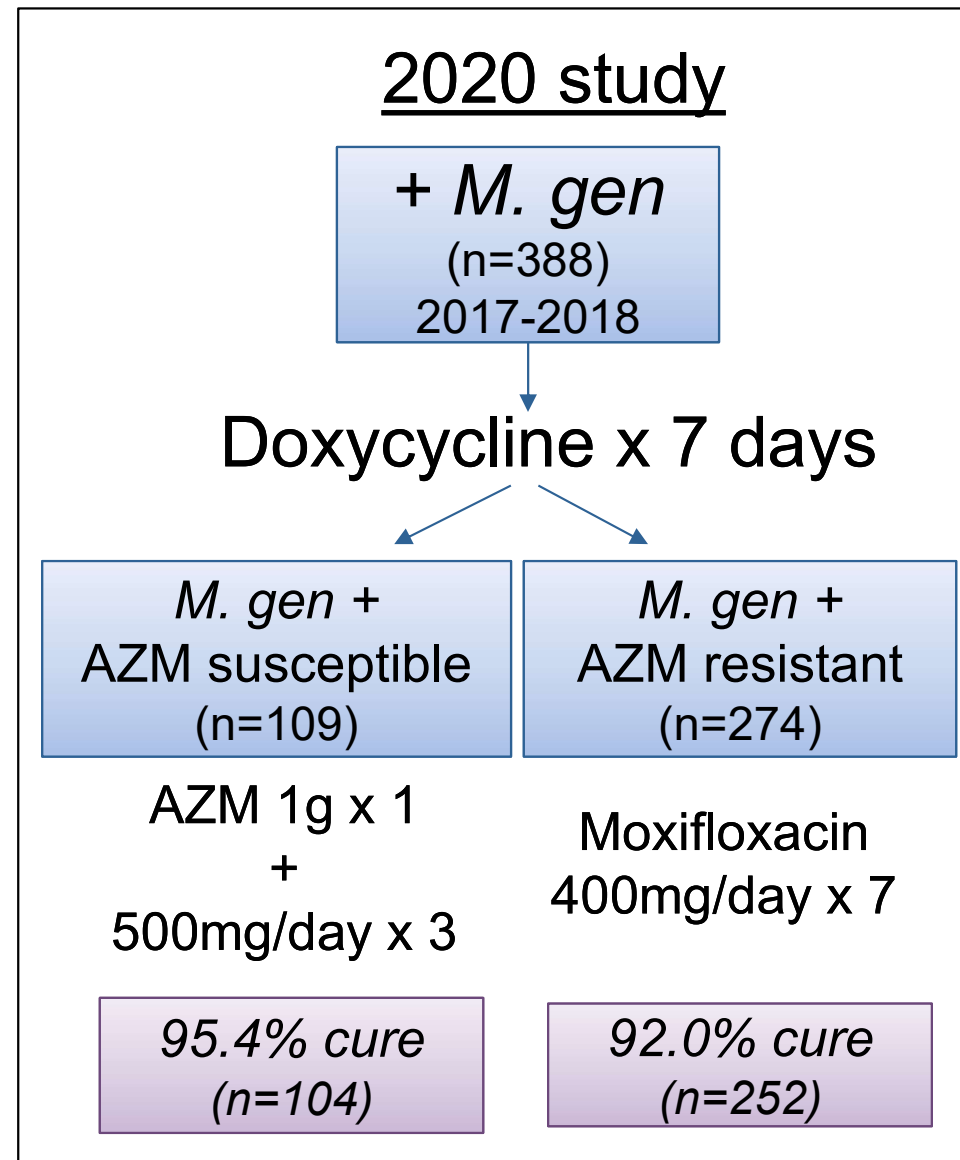 2020 study
+ M. gen
(n=388)
2017-2018
Doxycycline x 7 days
M. gen +
AZM susceptible
(n=109)
M. gen +
AZM resistant
(n=274)
AZM 1g x 1
+
500mg/day x 3
Moxifloxacin
400mg/day x 7
95.4% cure
(n=104)
92.0% cure
(n=252)